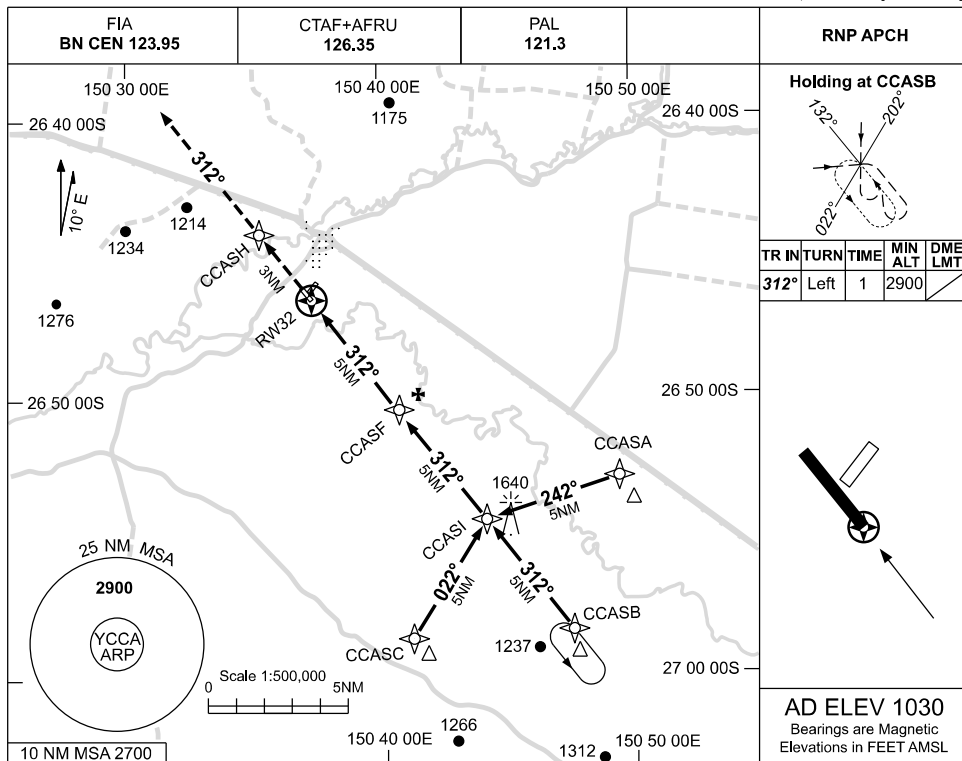 FIA
BN CEN 123.95
CTAF+AFRU
126.35
PAL
121.3
RNP APCH
150 30 00E
150 40 00E
150 50 00E
26 40 00S
26 40 00S
1175
312°
10° E
1214
1234
CCASH
3NM
1276
RW32
312°
5NM
26 50 00S
26 50 00S
CCASF
312°
5NM
CCASA
1640
242°
5NM
CCASI
022°
5NM
312°
5NM
CCASB
CCASC
1237
27 00 00S
25 NM MSA
2900
YCCA
ARP
Scale 1:500,000
0
5NM
1266
1312
150 40 00E
150 50 00E
10 NM MSA 2700
Holding at CCASB
132°
202°
022°
TR IN TURN TIME MIN ALT DME LMT
312° Left 1 2900
AD ELEV 1030
Bearings are Magnetic
Elevations in FEET AMSL